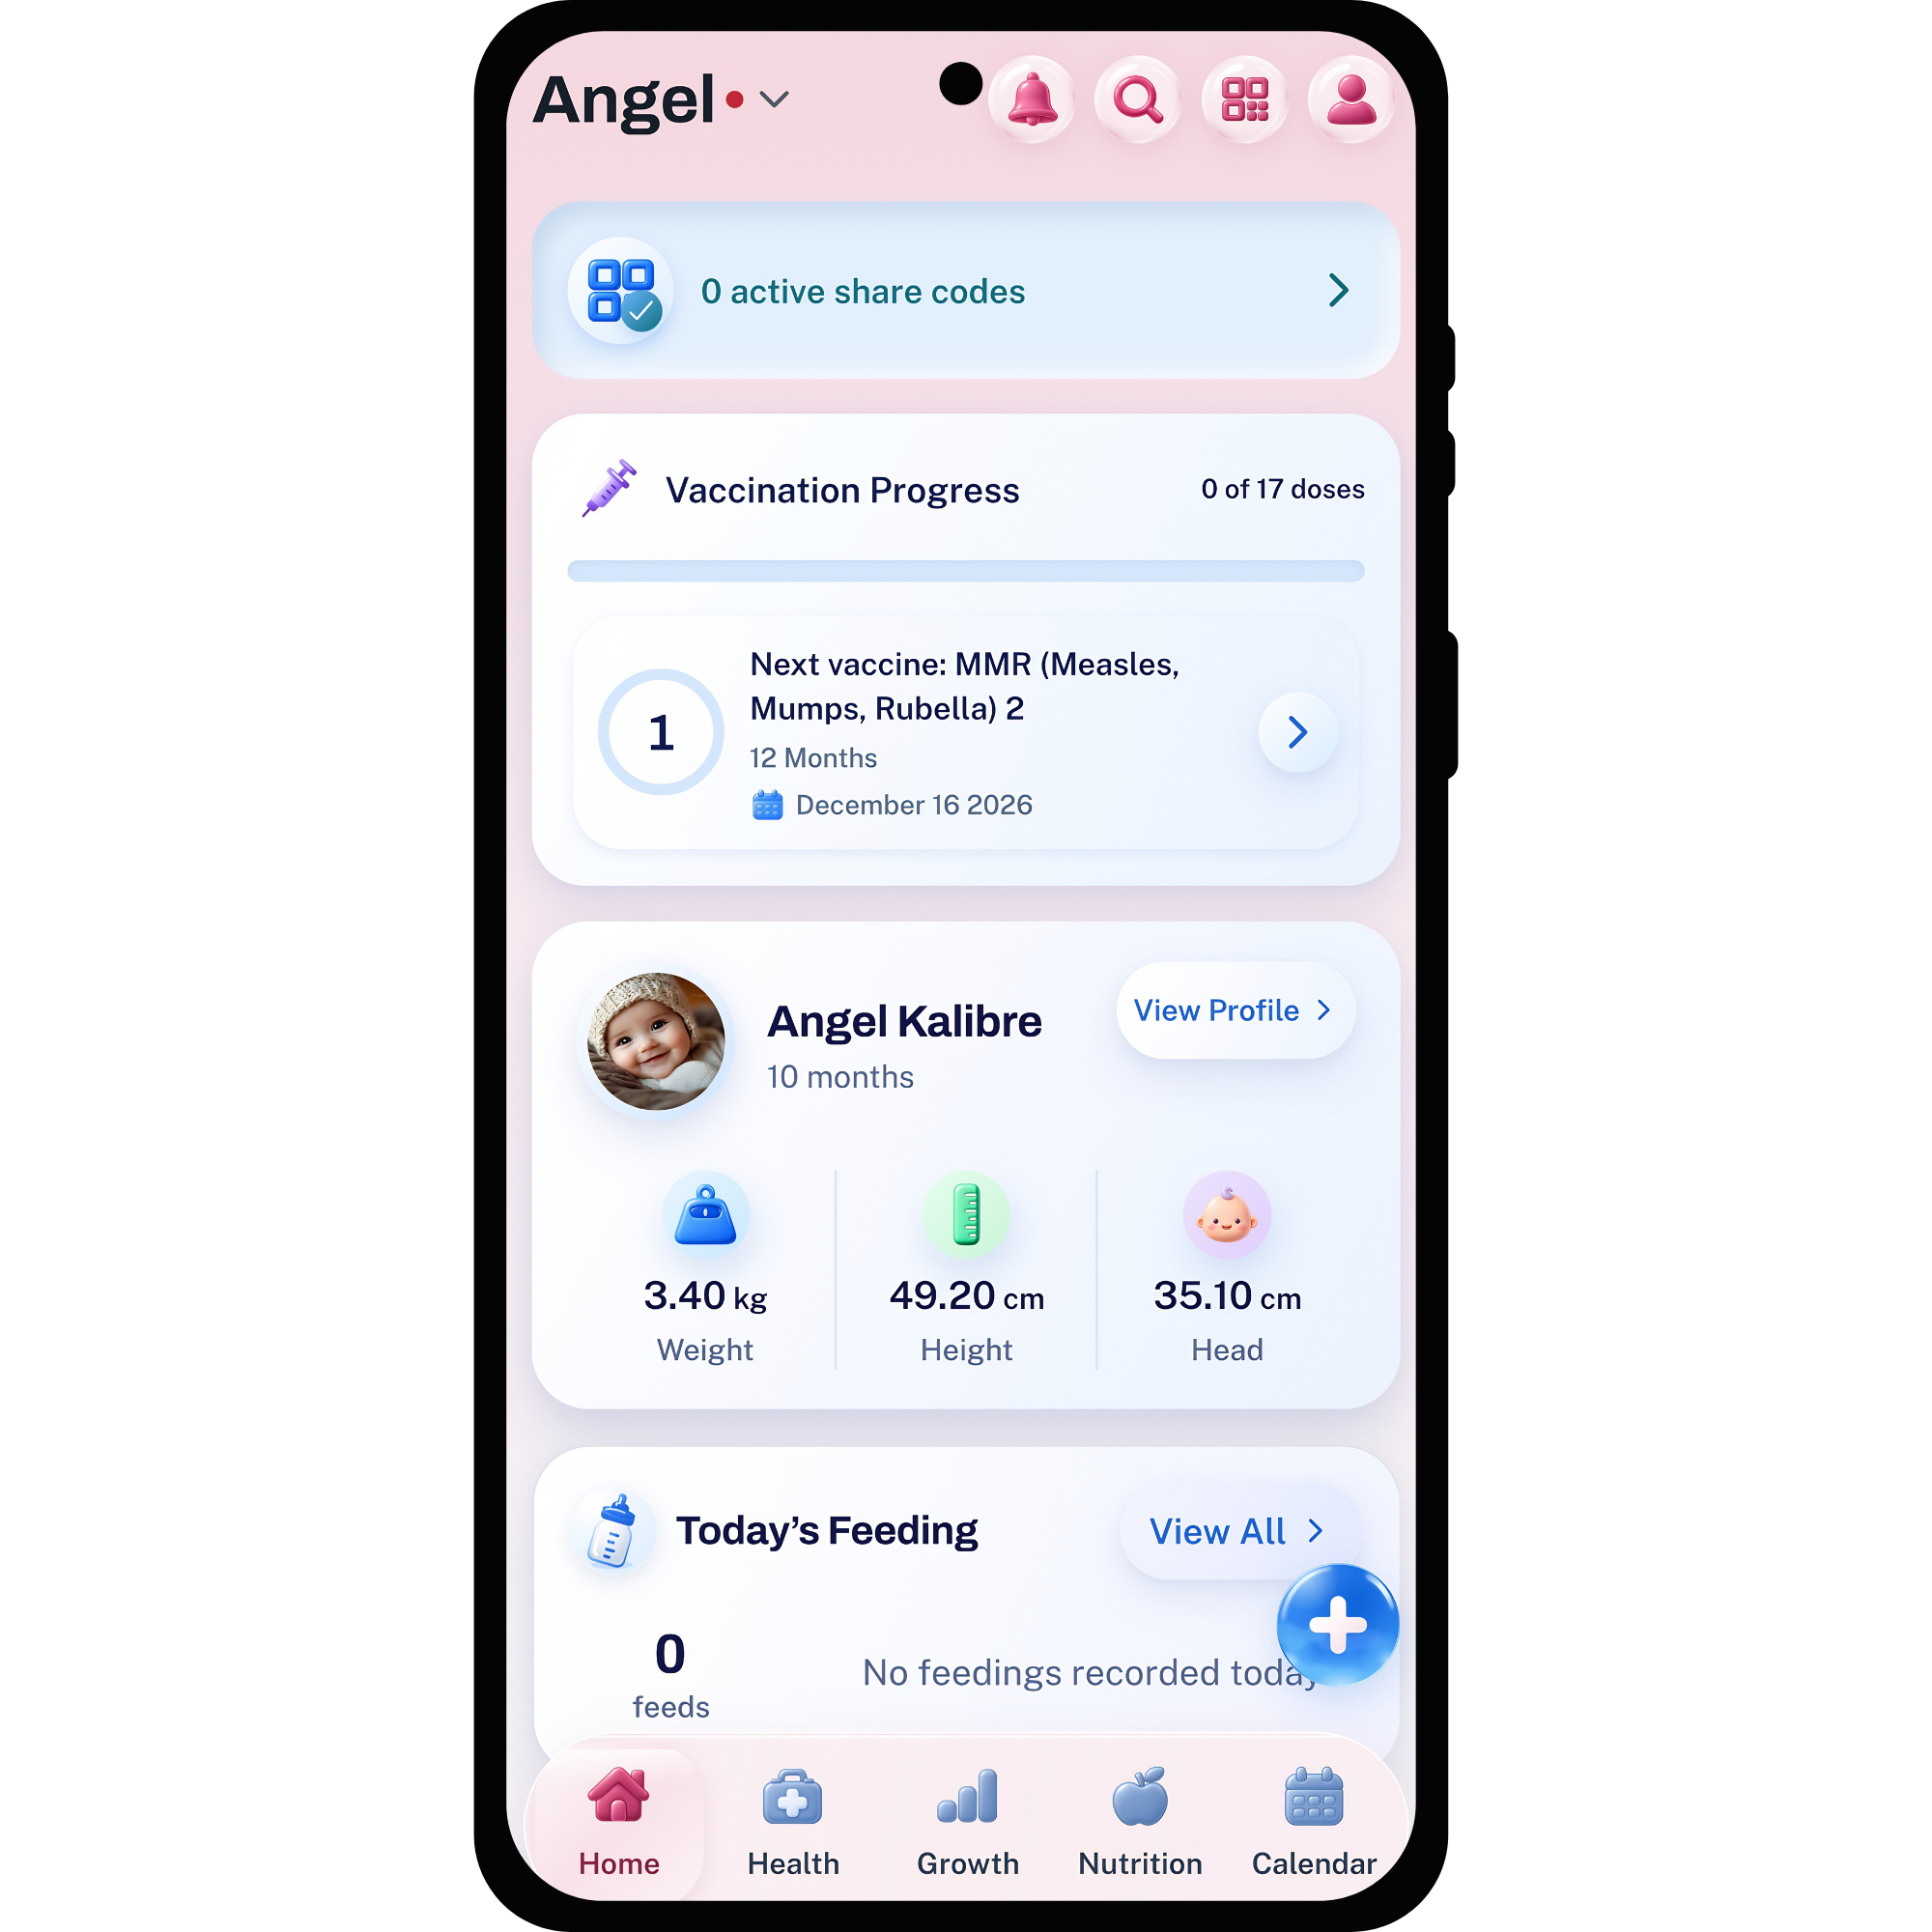 Angel
0 active share codes
Vaccination Progress
0 of 17 doses
1
Next vaccine: MMR (Measles,
Mumps, Rubella) 2
12 Months
December 16 2026
Angel Kalibre
10 months
View Profile
3.40 kg
Weight
49.20 cm
Height
35.10 cm
Head
Today’s Feeding
View All
0
feeds
No feedings recorded today
Home
Health
Growth
Nutrition
Calendar